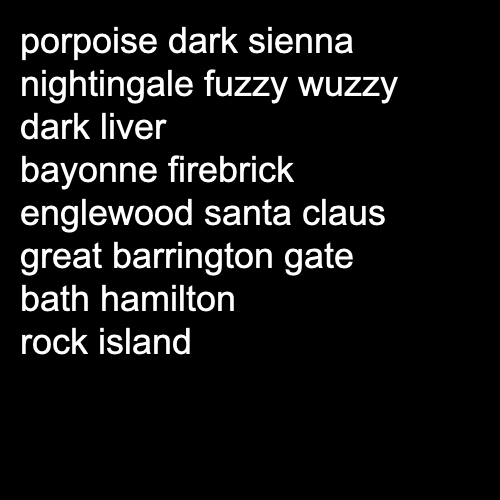 porpoise dark sienna
nightingale fuzzy wuzzy
dark liver
bayonne firebrick
englewood santa claus
great barrington gate
bath hamilton
rock island